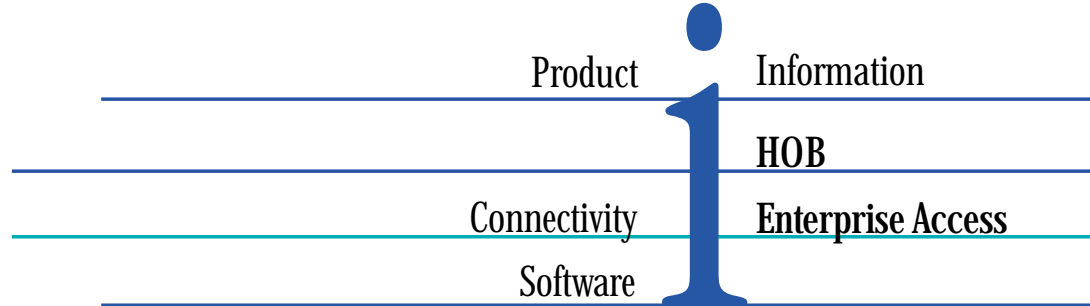 Product i Information
HOB
Connectivity Enterprise Access
Software